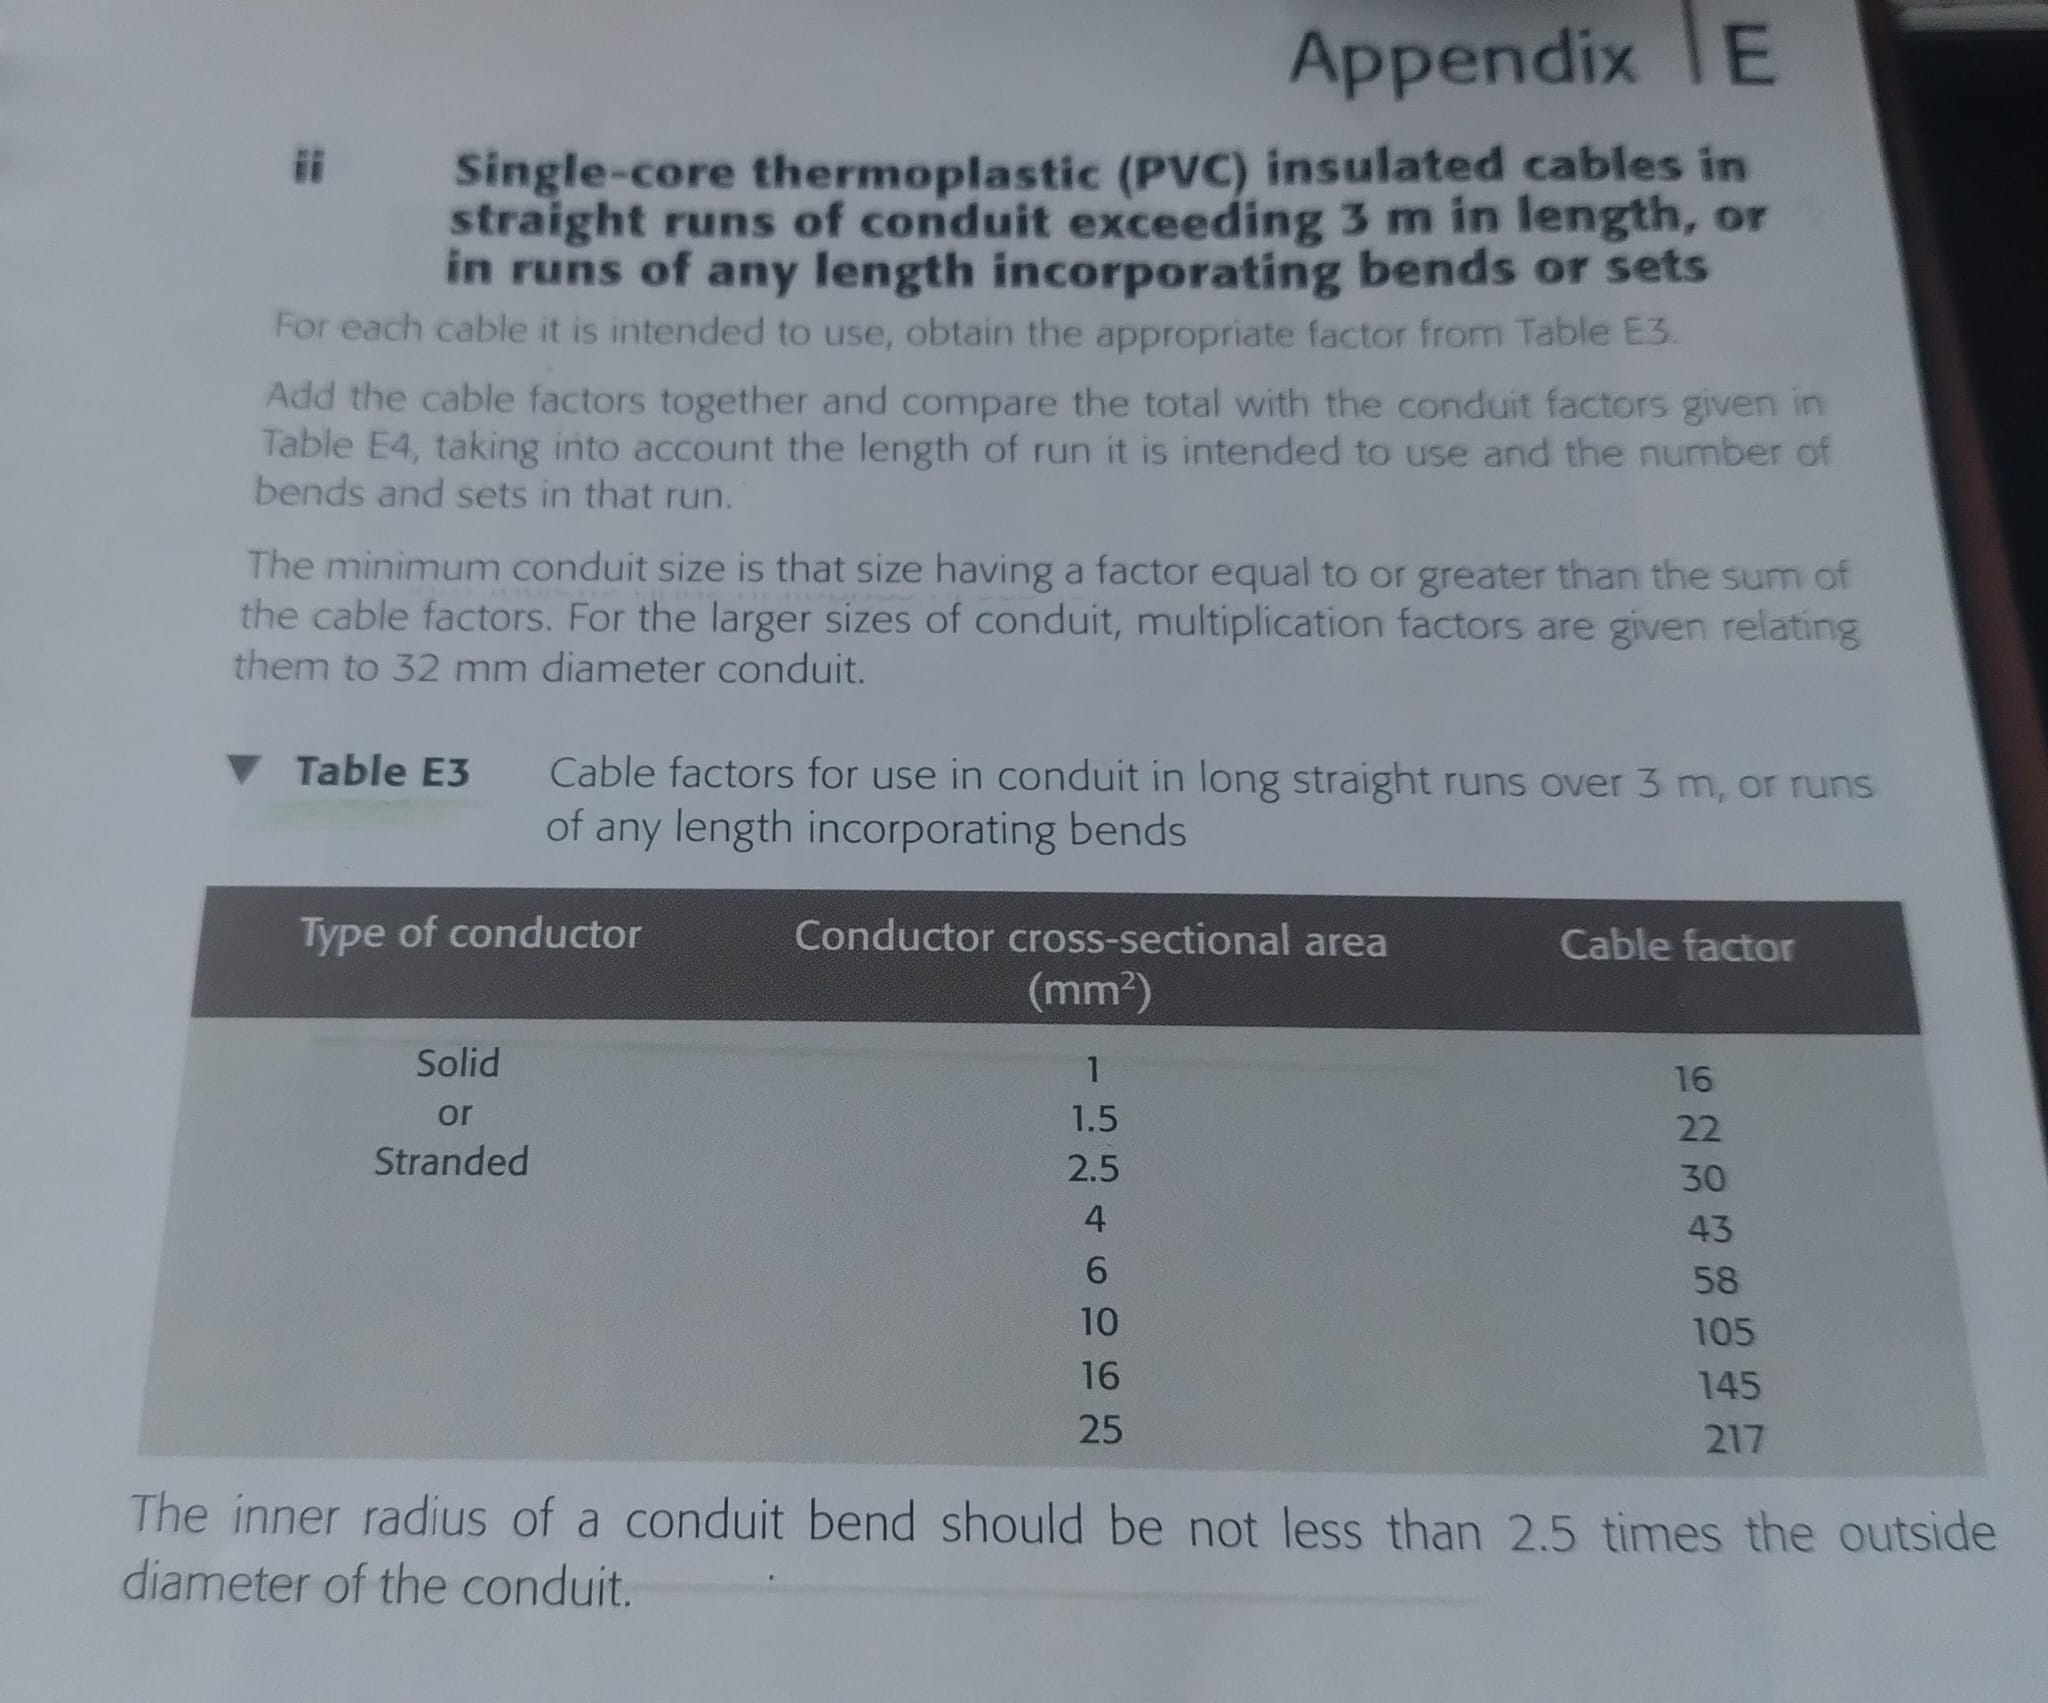 Appendix | E
ii Single-core thermoplastic (PVC) insulated cables in
straight runs of conduit exceeding 3 m in length, or
in runs of any length incorporating bends or sets
For each cable it is intended to use, obtain the appropriate factor from Table E3.
Add the cable factors together and compare the total with the conduit factors given in
Table E4, taking into account the length of run it is intended to use and the number of
bends and sets in that run.
The minimum conduit size is that size having a factor equal to or greater than the sum of
the cable factors. For the larger sizes of conduit, multiplication factors are given relating
them to 32 mm diameter conduit.
▼ Table E3 Cable factors for use in conduit in long straight runs over 3 m, or runs
of any length incorporating bends
Type of conductor Conductor cross-sectional area Cable factor
(mm²)
Solid 1 16
or 1.5 22
Stranded 2.5 30
4 43
6 58
10 105
16 145
25 217
The inner radius of a conduit bend should be not less than 2.5 times the outside
diameter of the conduit.